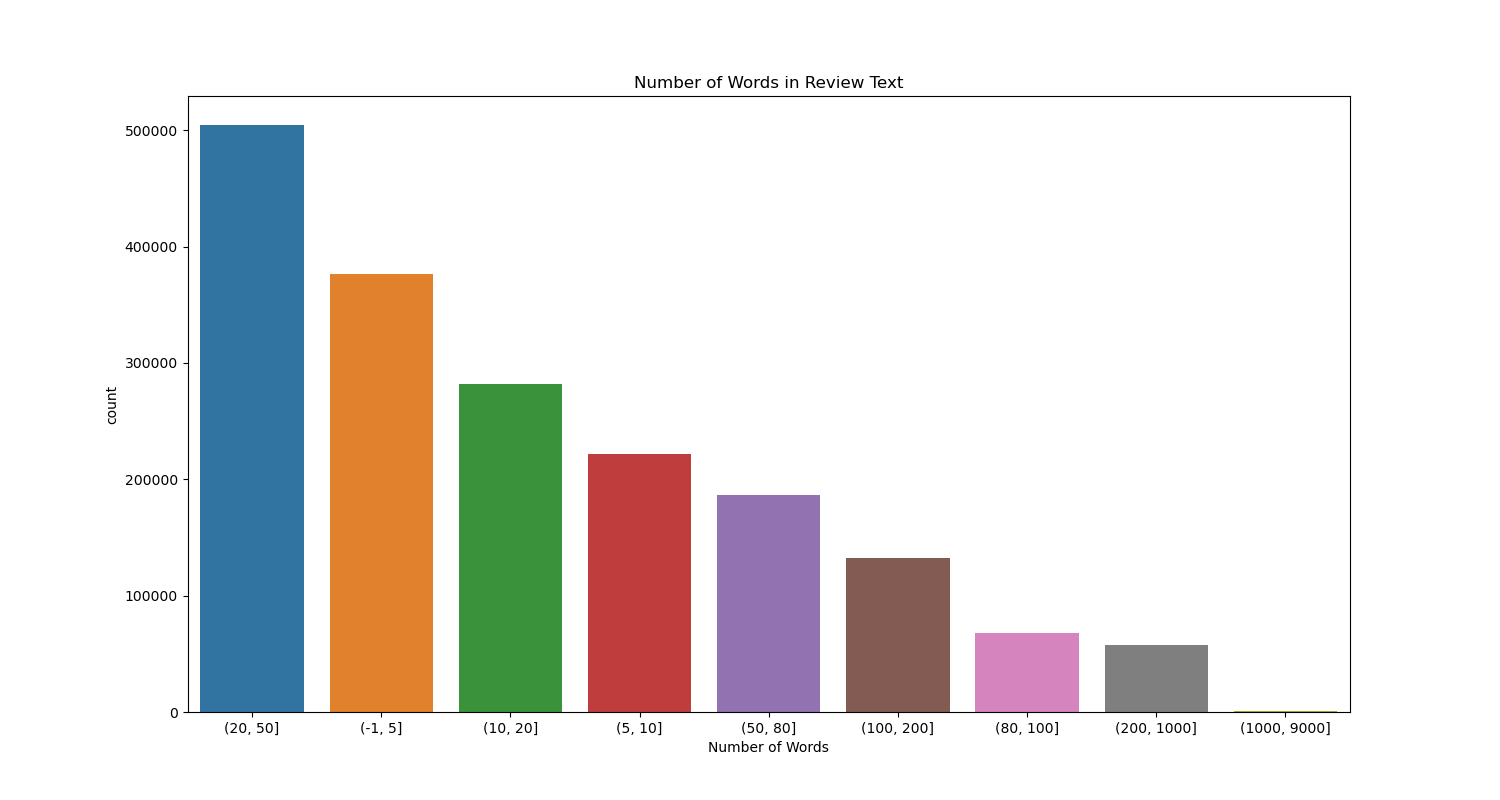 Number of Words in Review Text
500000
400000
300000
200000
100000
0
count
(20, 50] (-1, 5] (10, 20] (5, 10] (50, 80] (100, 200] (80, 100] (200, 1000] (1000, 9000]
Number of Words